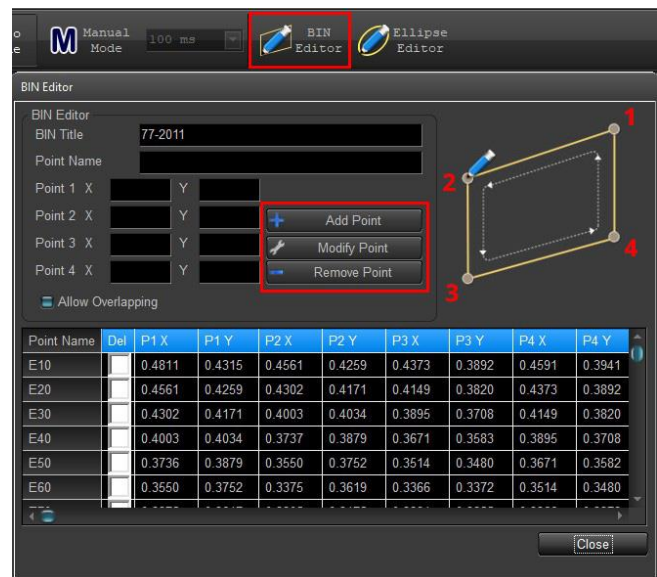 o Manual 100 ms BIN Ellipse
e M Mode Editor Editor
BIN Editor
BIN Editor
BIN Title 77-2011
Point Name
Point 1 X Y
Point 2 X Y
Point 3 X Y
Point 4 X Y
Add Point
Modify Point
Remove Point
Allow Overlapping
1
2
3
4
Point Name Del P1 X P1 Y P2 X P2 Y P3 X P3 Y P4 X P4 Y
E10 0.4811 0.4315 0.4561 0.4259 0.4373 0.3892 0.4591 0.3941
E20 0.4561 0.4259 0.4302 0.4171 0.4149 0.3820 0.4373 0.3892
E30 0.4302 0.4171 0.4003 0.4034 0.3895 0.3708 0.4149 0.3820
E40 0.4003 0.4034 0.3737 0.3879 0.3671 0.3583 0.3895 0.3708
E50 0.3736 0.3879 0.3550 0.3752 0.3514 0.3480 0.3671 0.3582
E60 0.3550 0.3752 0.3375 0.3619 0.3366 0.3372 0.3514 0.3480
Close